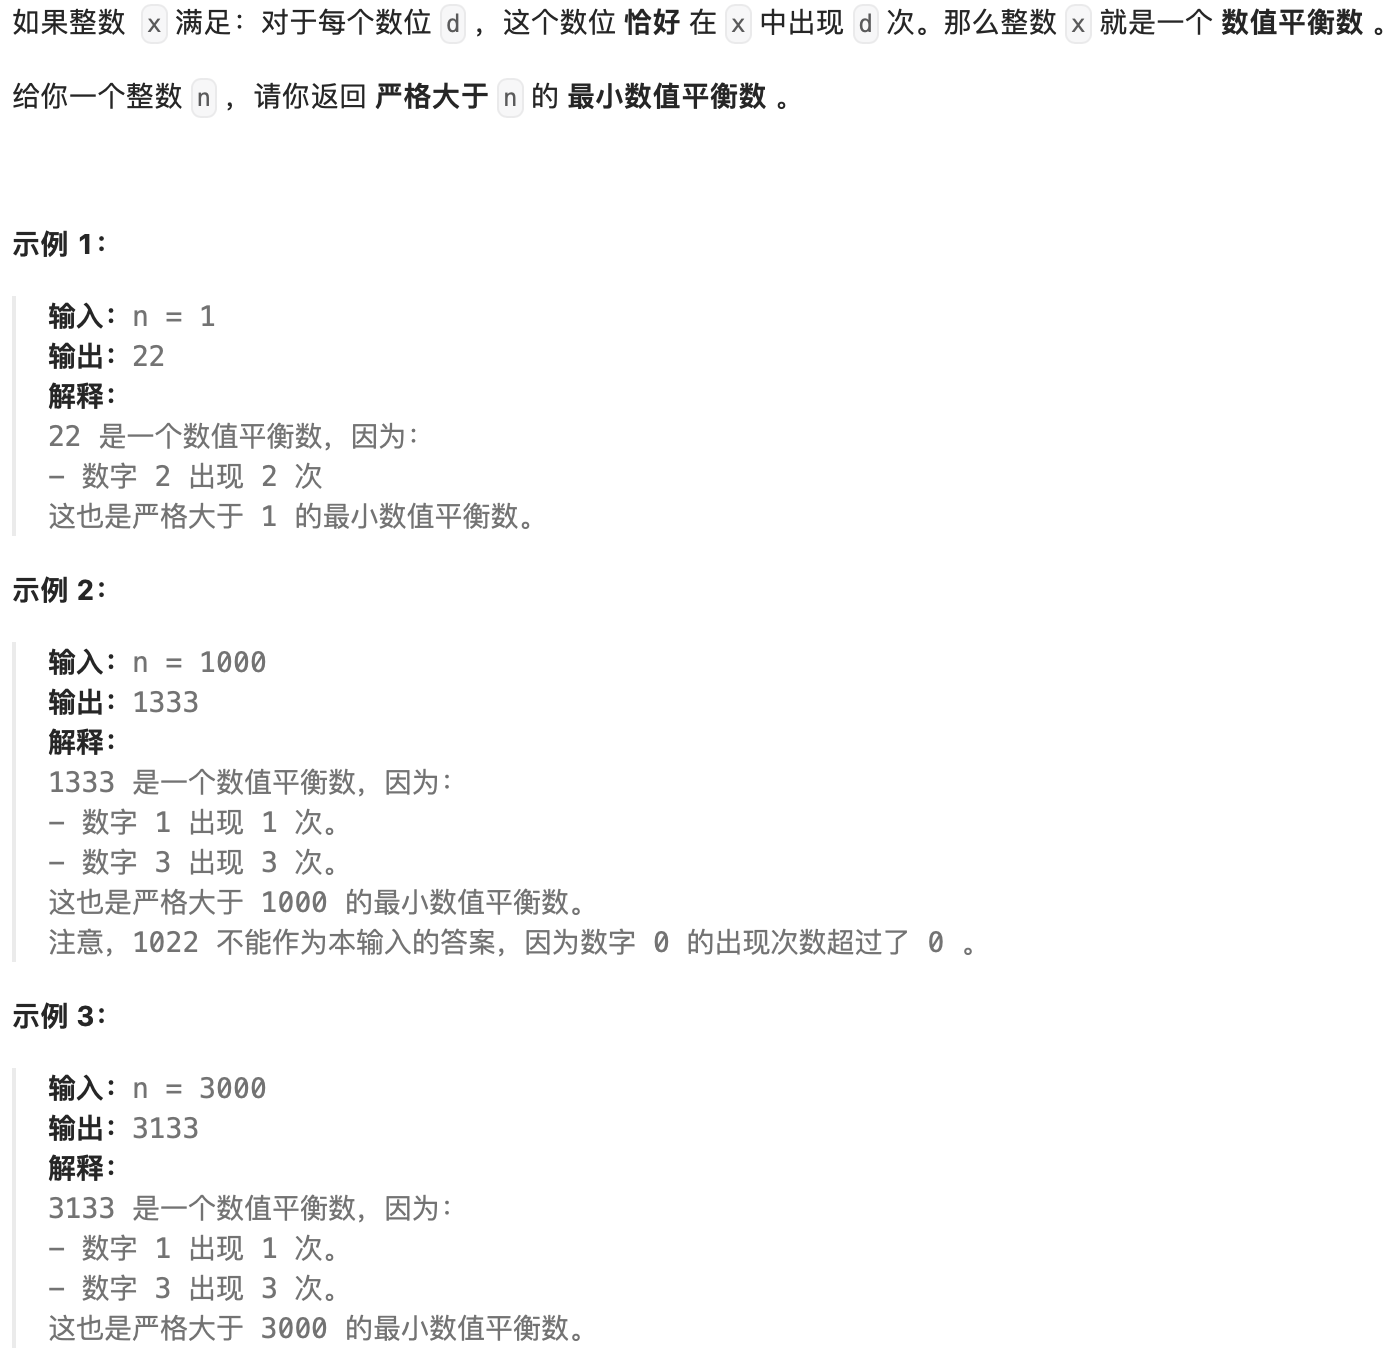 如果整数 x 满足：对于每个数位 d ，这个数位 恰好 在 x 中出现 d 次。那么整数 x 就是一个 数值平衡数 。
给你一个整数 n ，请你返回 严格大于 n 的 最小数值平衡数 。
示例 1：
输入：n = 1
输出：22
解释：
22 是一个数值平衡数，因为：
- 数字 2 出现 2 次
这也是严格大于 1 的最小数值平衡数。
示例 2：
输入：n = 1000
输出：1333
解释：
1333 是一个数值平衡数，因为：
- 数字 1 出现 1 次。
- 数字 3 出现 3 次。
这也是严格大于 1000 的最小数值平衡数。
注意，1022 不能作为本输入的答案，因为数字 0 的出现次数超过了 0 。
示例 3：
输入：n = 3000
输出：3133
解释：
3133 是一个数值平衡数，因为：
- 数字 1 出现 1 次。
- 数字 3 出现 3 次。
这也是严格大于 3000 的最小数值平衡数。